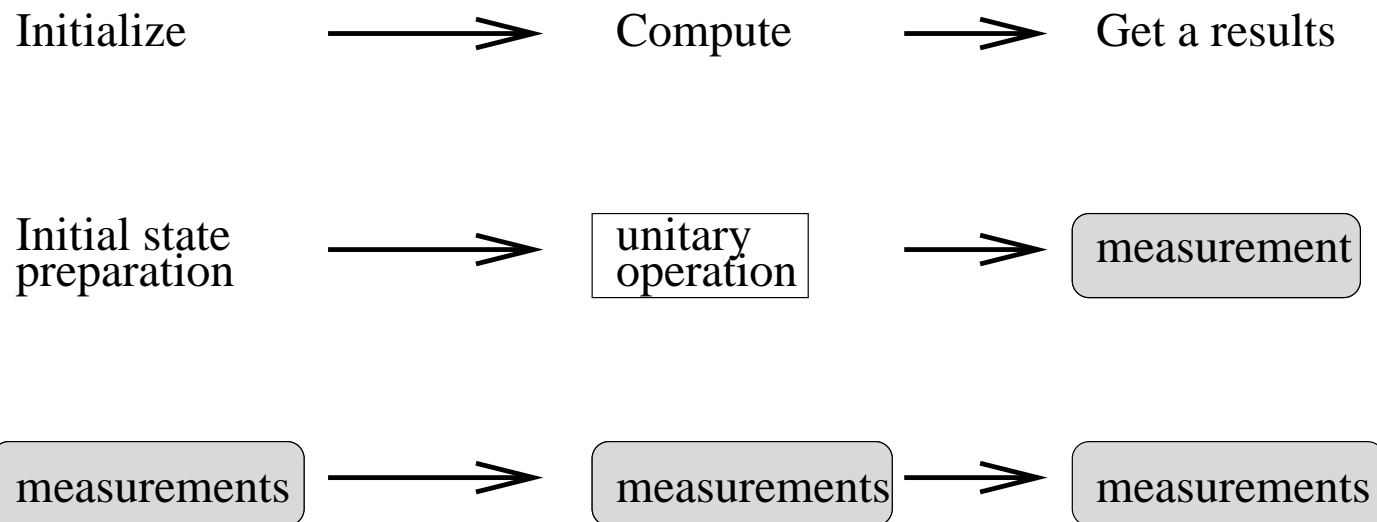 Initialize
Compute
Get a results
Initial state
preparation
unitary
operation
measurement
measurements
measurements
measurements